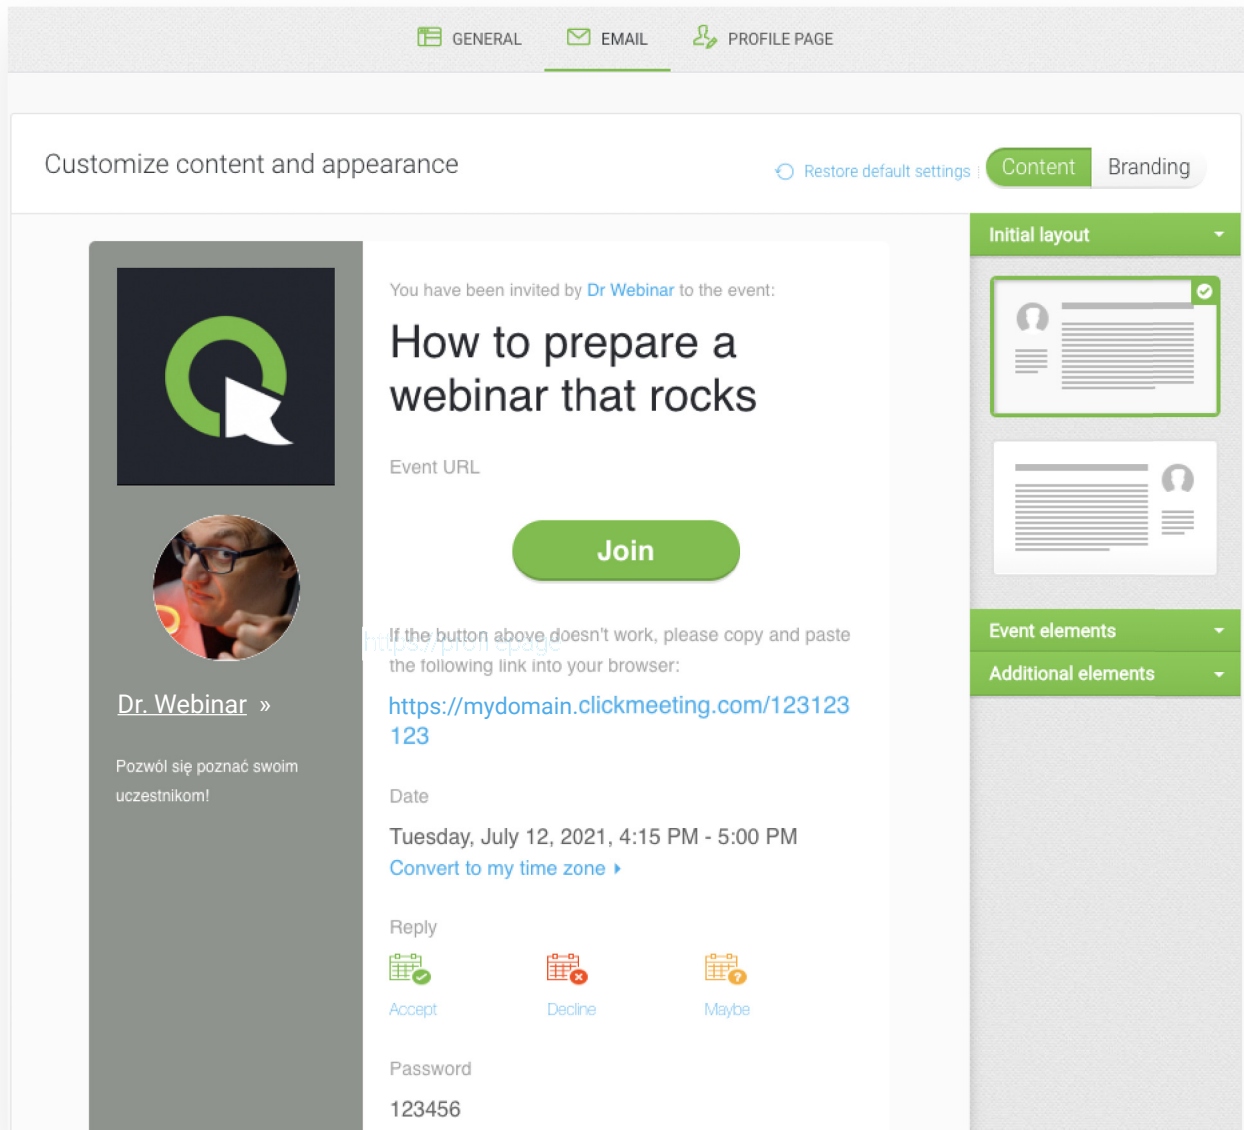 GENERAL
EMAIL
PROFILE PAGE
Customize content and appearance
Restore default settings
Content
Branding
Initial layout
You have been invited by Dr Webinar to the event:
How to prepare a
webinar that rocks
Event URL
Join
If the button above doesn't work, please copy and paste
the following link into your browser:
https://mydomain.clickmeeting.com/123123
123
Event elements
Additional elements
Dr. Webinar »
Pozwól się poznać swoim
uczestnikom!
Date
Tuesday, July 12, 2021, 4:15 PM - 5:00 PM
Convert to my time zone
Reply
Accept
Decline
Maybe
Password
123456